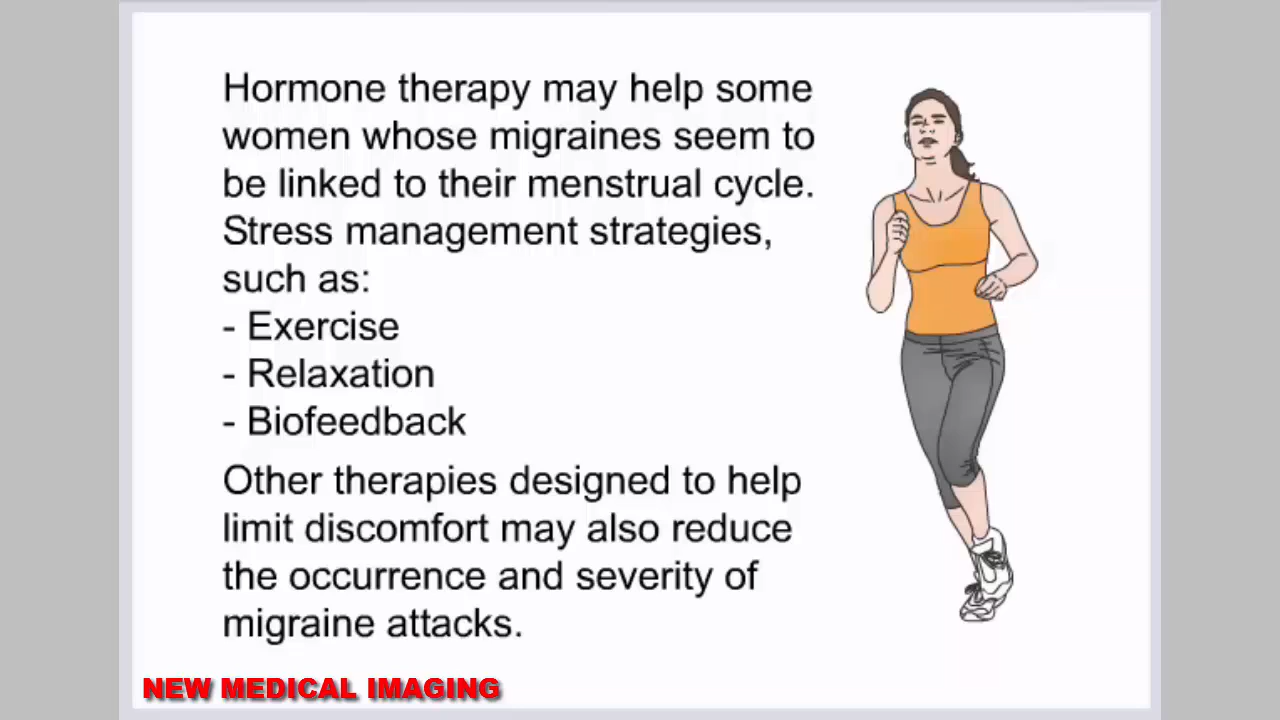 Hormone therapy may help some
women whose migraines seem to
be linked to their menstrual cycle.
Stress management strategies,
such as:
- Exercise
- Relaxation
- Biofeedback
Other therapies designed to help
limit discomfort may also reduce
the occurrence and severity of
migraine attacks.
NEW MEDICAL IMAGING